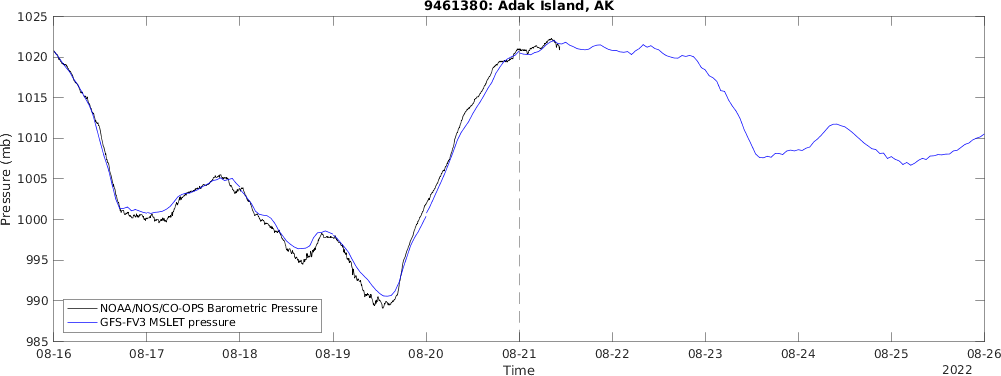 9461380: Adak Island, AK
1025
1020
1015
1010
1005
1000
995
990
985
Pressure (mb)
NOAA/NOS/CO-OPS Barometric Pressure
GFS-FV3 MSLET pressure
08-16 08-17 08-18 08-19 08-20 08-21 08-22 08-23 08-24 08-25 08-26
Time
2022